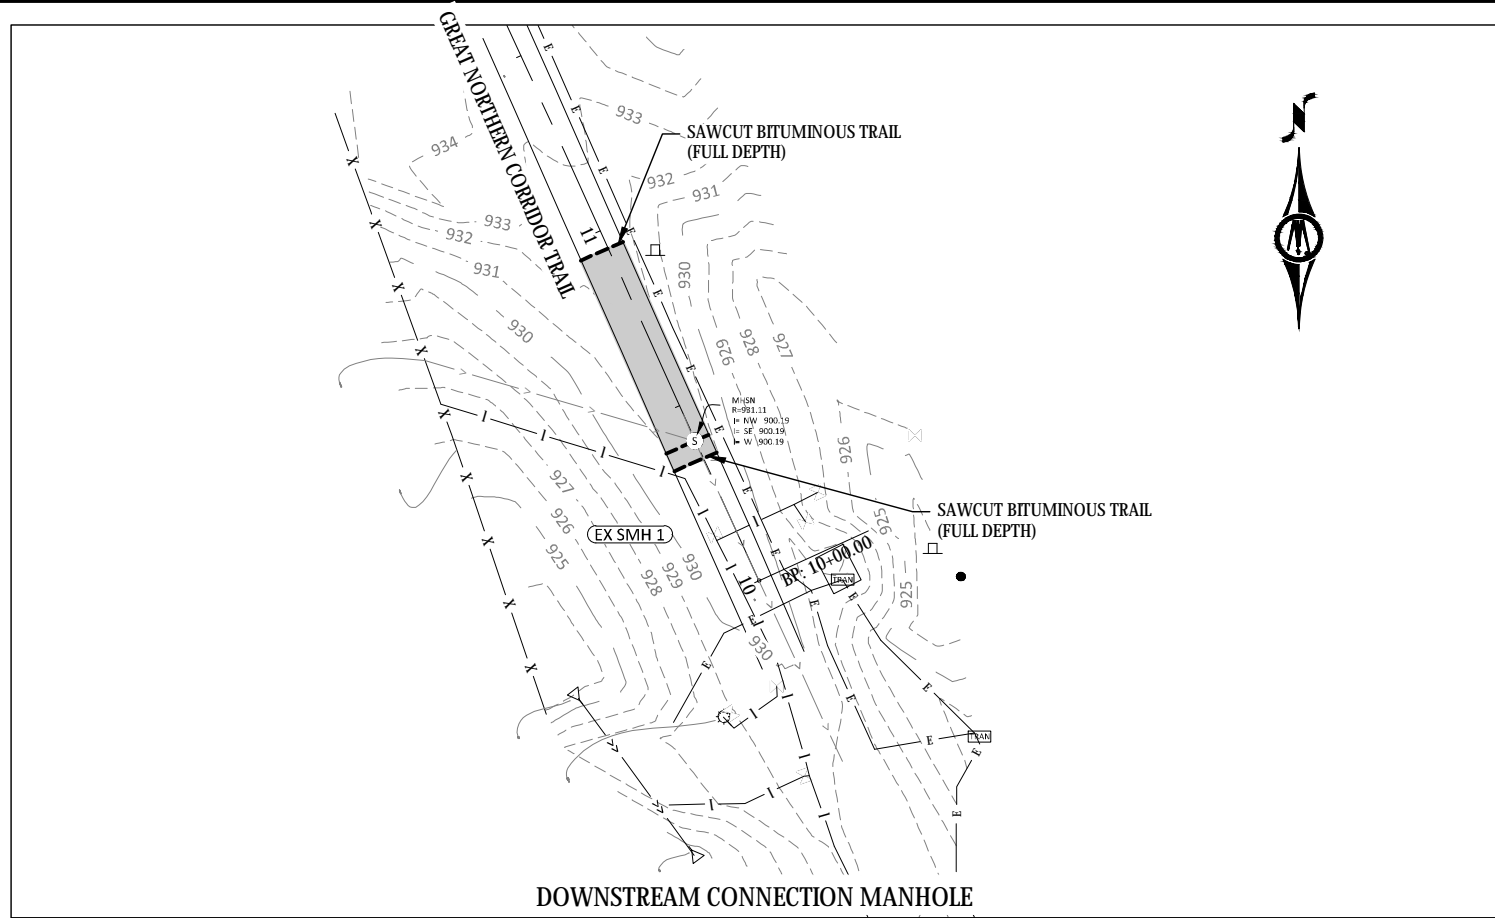 GREAT NORTHERN CORRIDOR TRAIL
E
E
E
933
SAWCUT BITUMINOUS TRAIL
(FULL DEPTH)
934
X
932
931
X
933
932
931
11
E
930
X
E
930
929
928
927
X
E
MHSN
R=931.11
I= NW 900.19
I= SE 900.19
I= W 900.19
X
I
I
I
I
S
E
926
X
927
926
925
E
SAWCUT BITUMINOUS TRAIL
(FULL DEPTH)
925
EX SMH 1
I
I
I
E
930
929
928
BP: 10+00.00
10
TRAN
925
X
E
E
930
X
E
E
E
I
I
TRAN
E
E
>>
I
>>
I
I
I
E
DOWNSTREAM CONNECTION MANHOLE
N